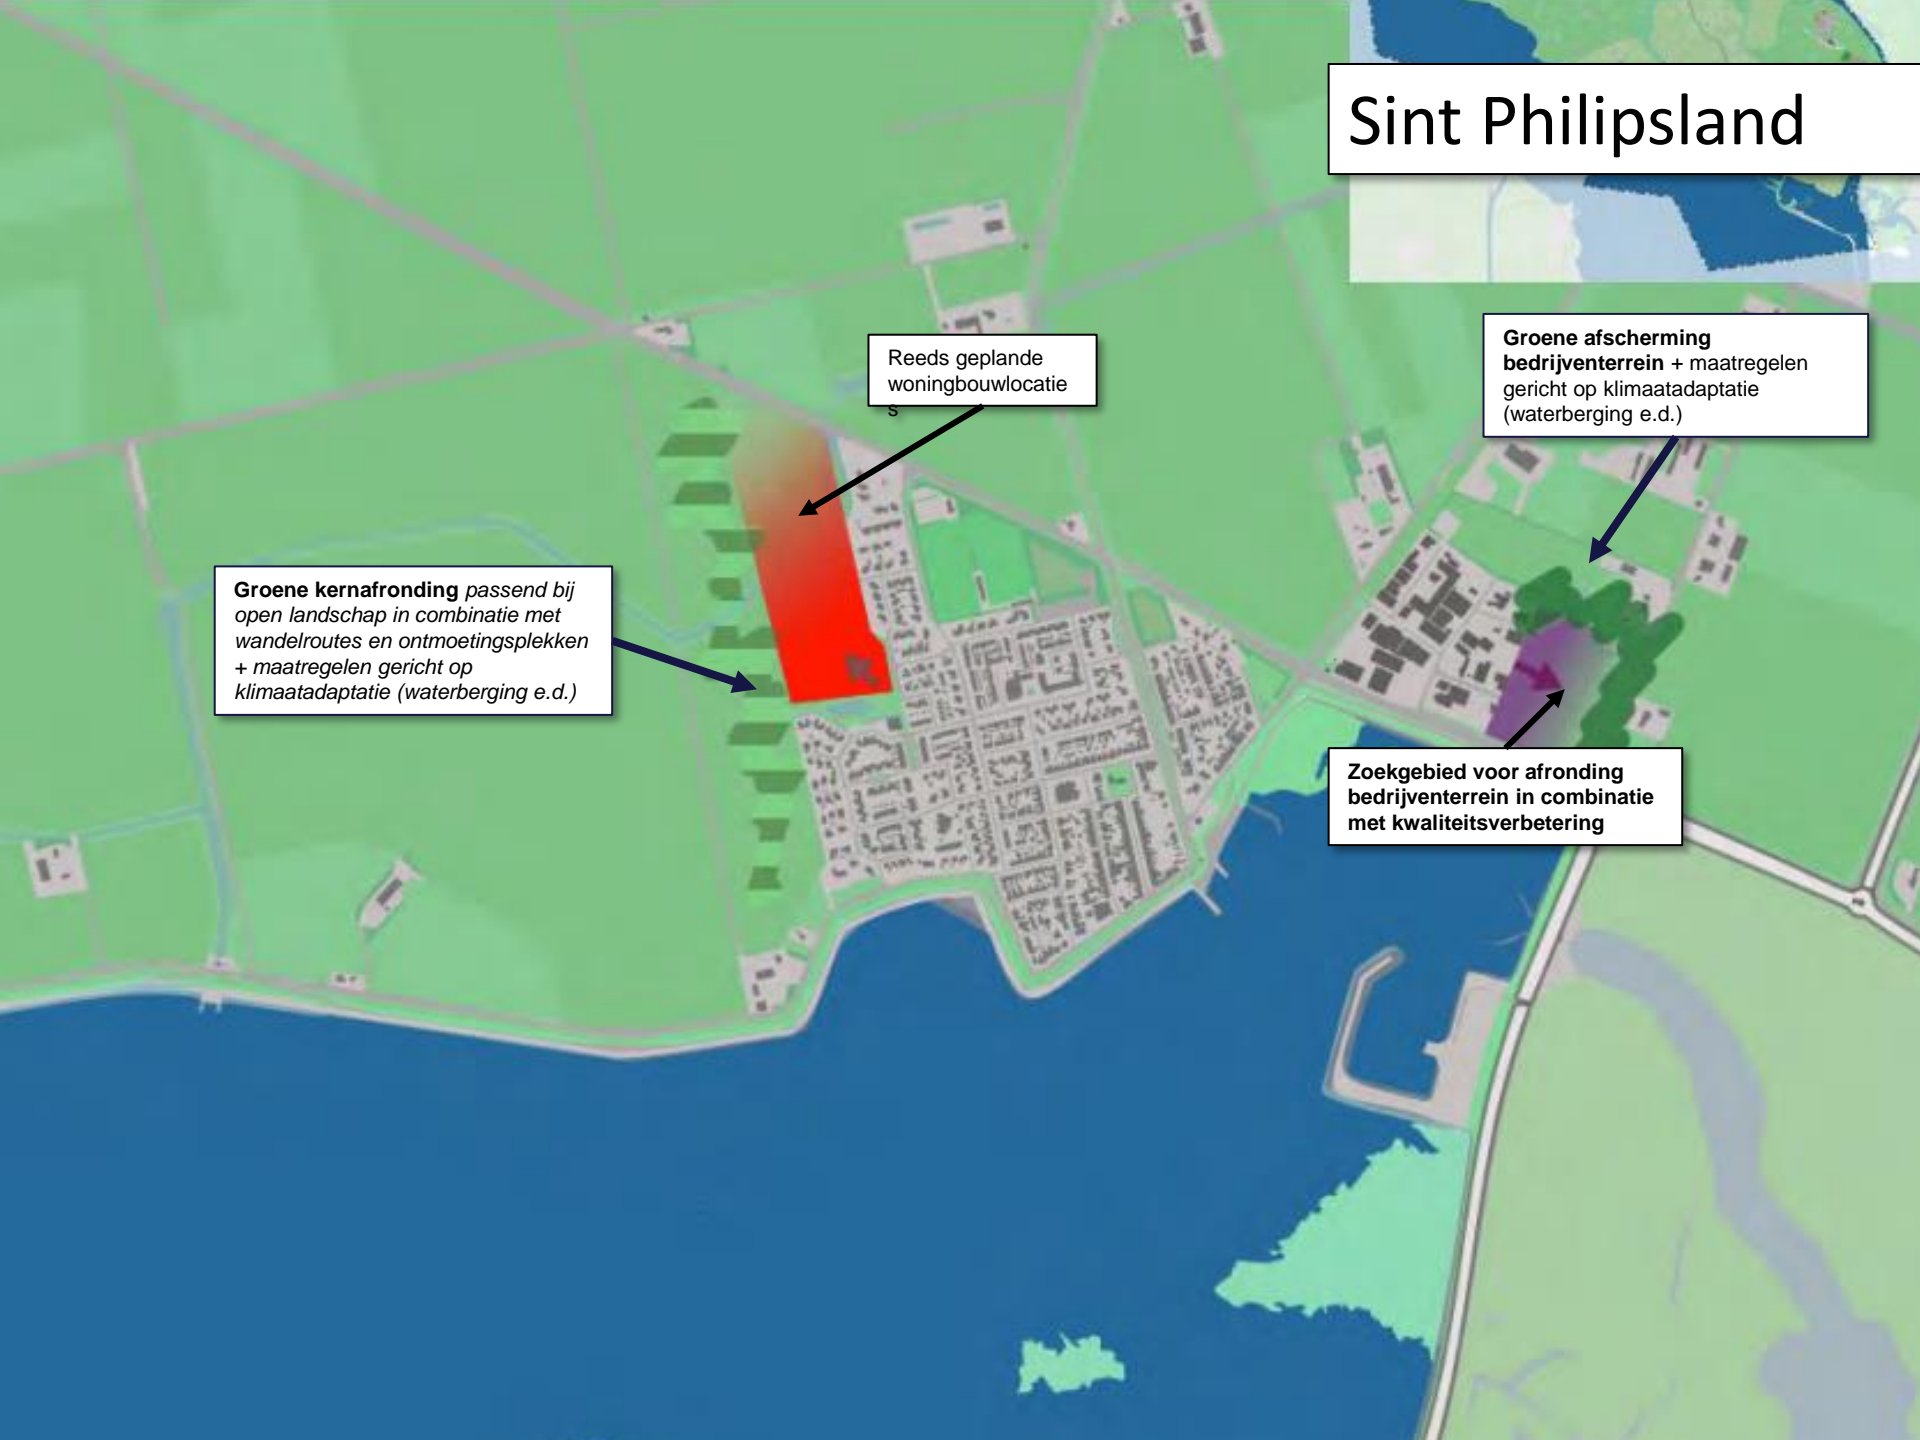 Sint Philipsland
Reeds geplande
woningbouwlocatie
s
Groene afscherming
bedrijventerrein + maatregelen
gericht op klimaatadaptatie
(waterberging e.d.)
Groene kernafronding passend bij
open landschap in combinatie met
wandelroutes en ontmoetingsplekken
+ maatregelen gericht op
klimaatadaptatie (waterberging e.d.)
Zoekgebied voor afronding
bedrijventerrein in combinatie
met kwaliteitsverbetering